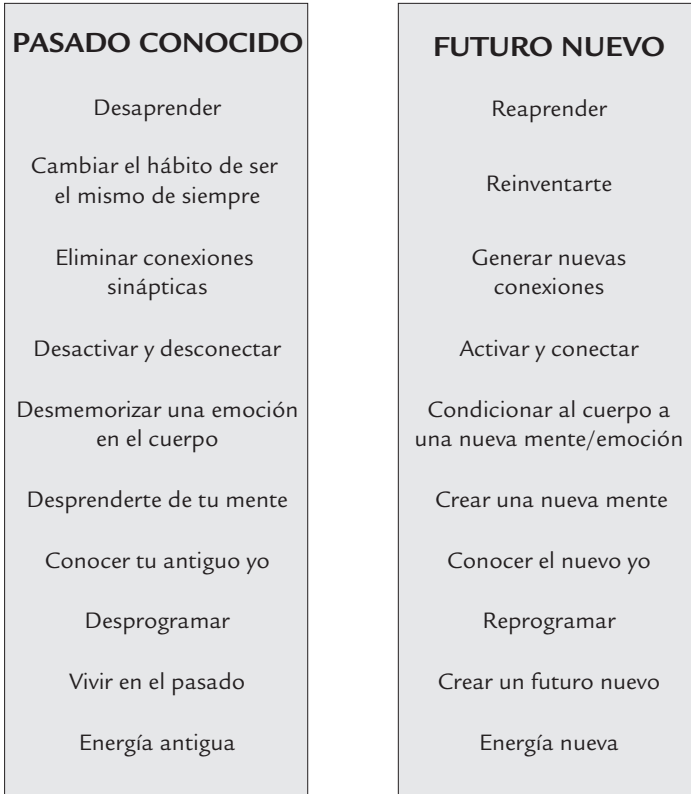 PASADO CONOCIDO
Desaprender
Cambiar el hábito de ser
el mismo de siempre
Eliminar conexiones
sinápticas
Desactivar y desconectar
Desmemorizar una emoción
en el cuerpo
Desprenderte de tu mente
Conocer tu antiguo yo
Desprogramar
Vivir en el pasado
Energía antigua
FUTURO NUEVO
Reaprender
Reinventarte
Generar nuevas
conexiones
Activar y conectar
Condicionar al cuerpo a
una nueva mente/emoción
Crear una nueva mente
Conocer el nuevo yo
Reprogramar
Crear un futuro nuevo
Energía nueva